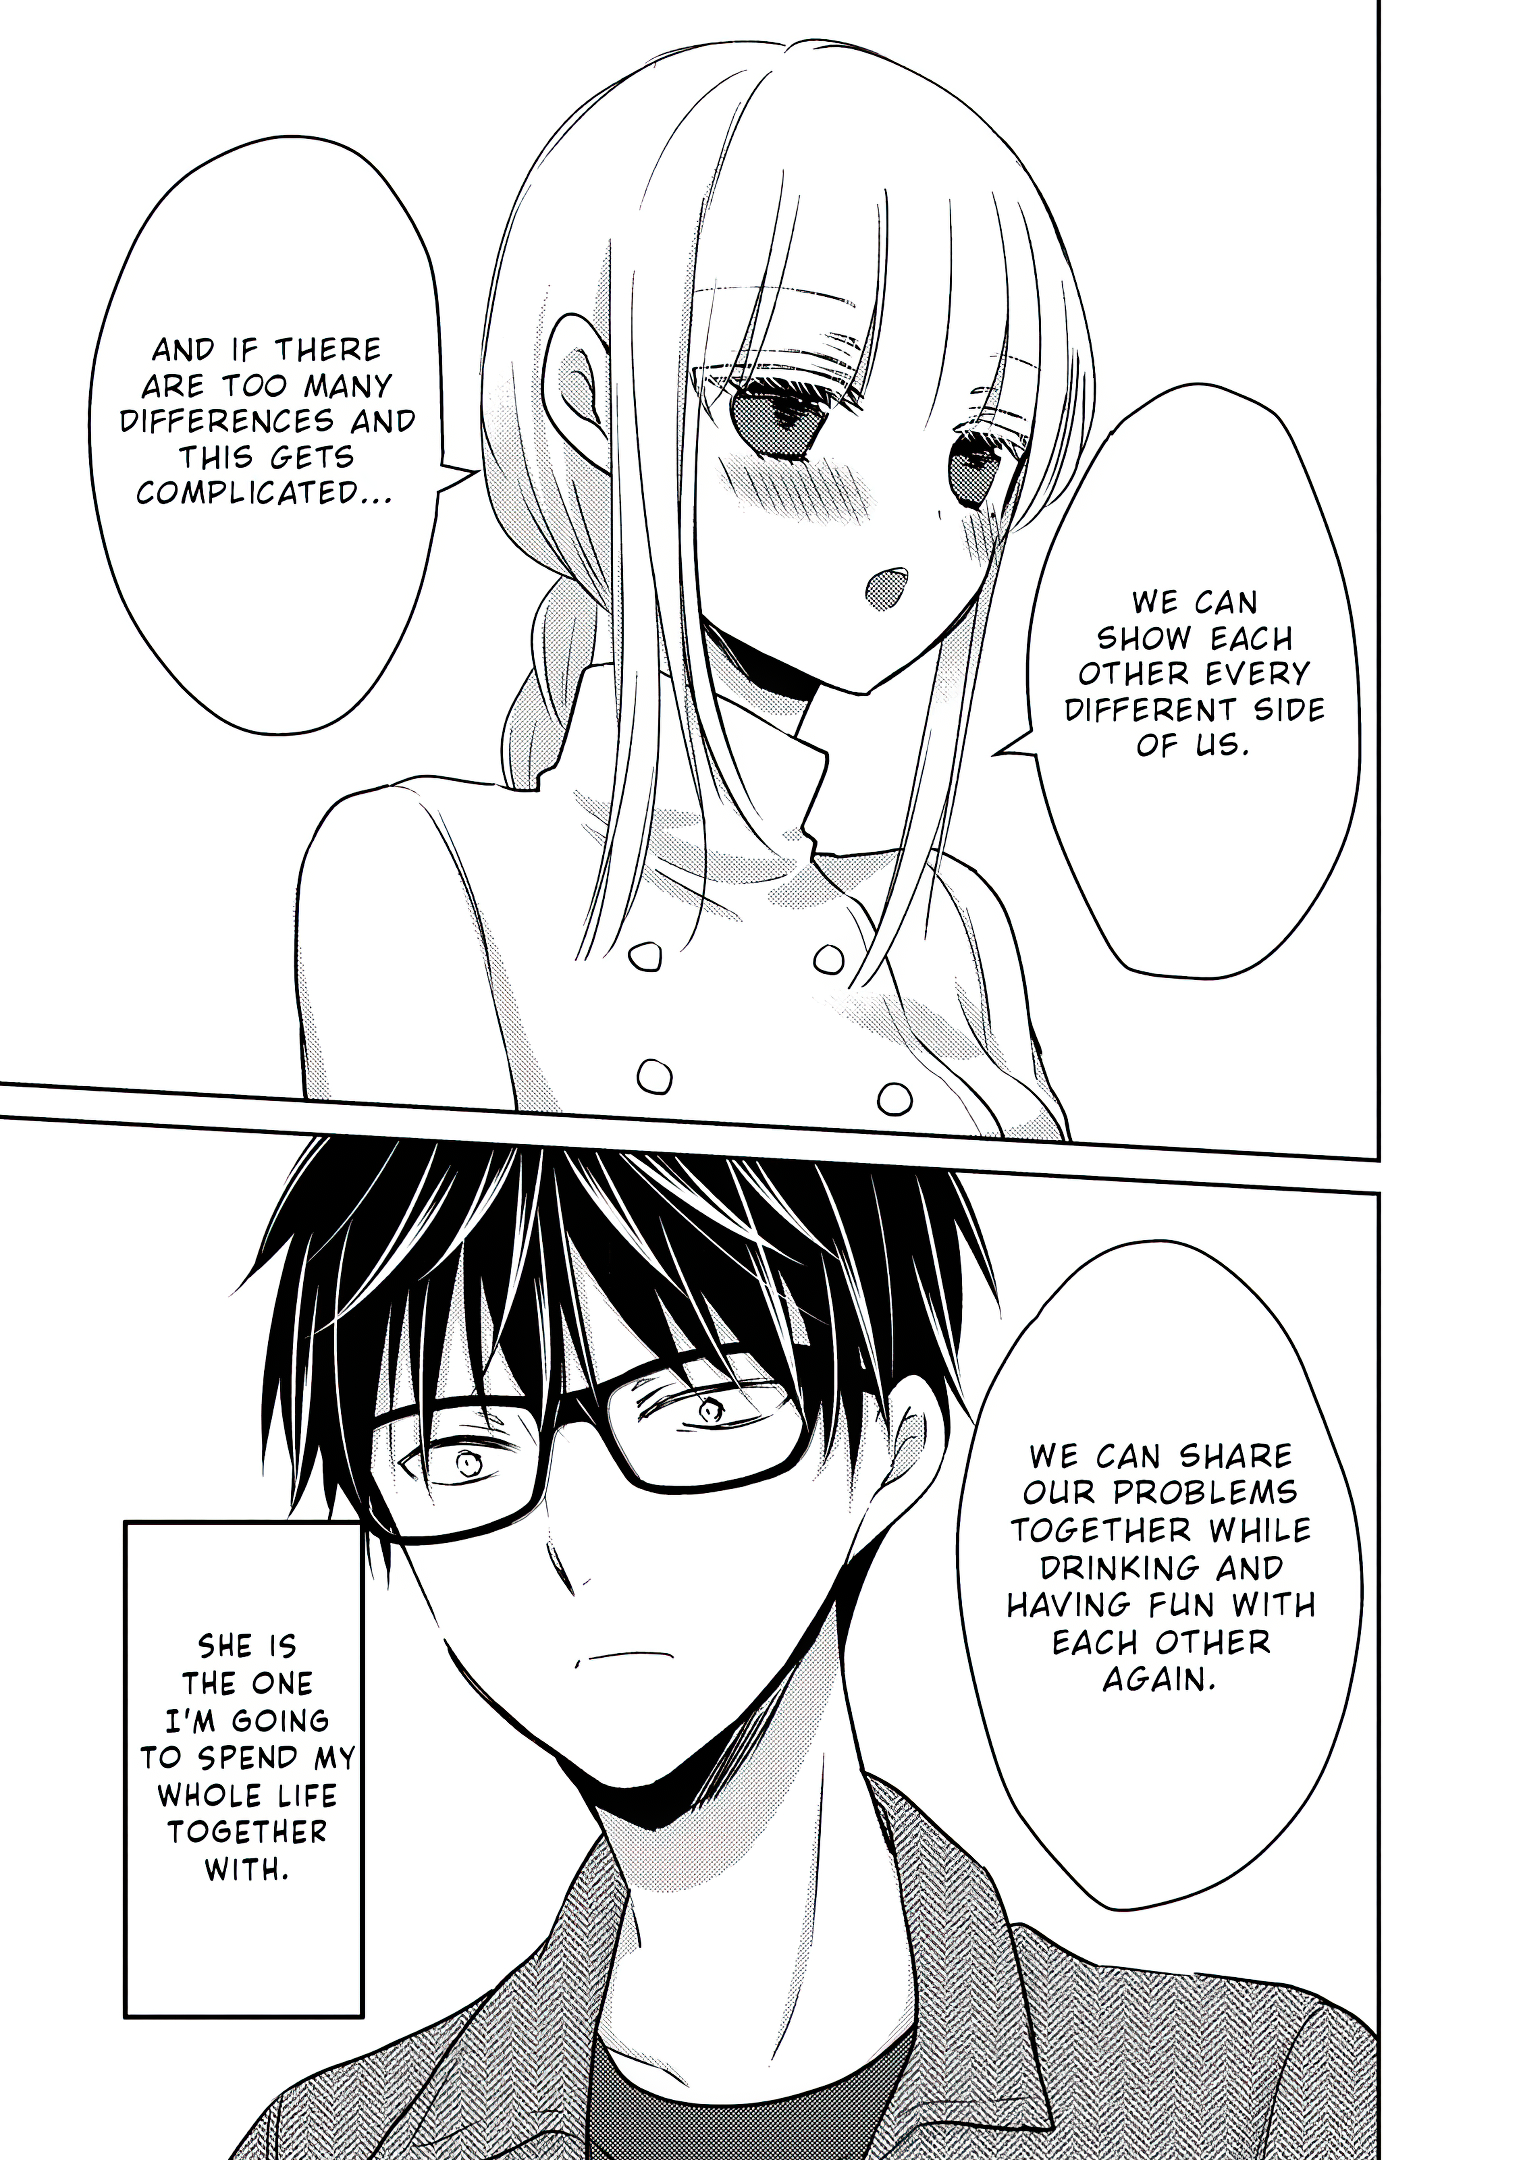 WE CAN
SHOW EACH
OTHER EVERY
DIFFERENT SIDE
OF US.
AND IF THERE
ARE TOO MANY
DIFFERENCES AND
THIS GETS
COMPLICATED...
WE CAN SHARE
OUR PROBLEMS
TOGETHER WHILE
DRINKING AND
HAVING FUN WITH
EACH OTHER
AGAIN.
SHE IS
THE ONE
I'M GOING
TO SPEND MY
WHOLE LIFE
TOGETHER
WITH.